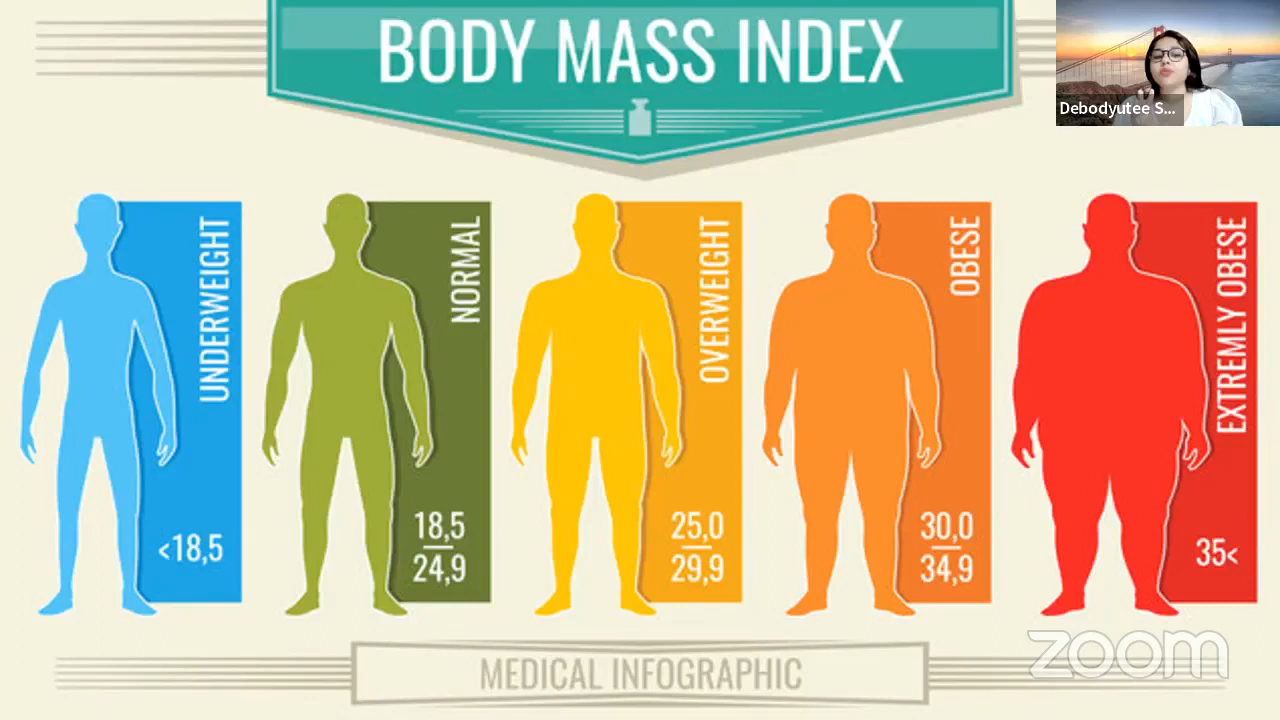 BODY MASS INDEX
Debodyutee S...
UNDERWEIGHT
<18,5
NORMAL
18,5
24,9
OVERWEIGHT
25,0
29,9
OBESE
30,0
34,9
EXTREMLY OBESE
35<
MEDICAL INFOGRAPHIC
zoom